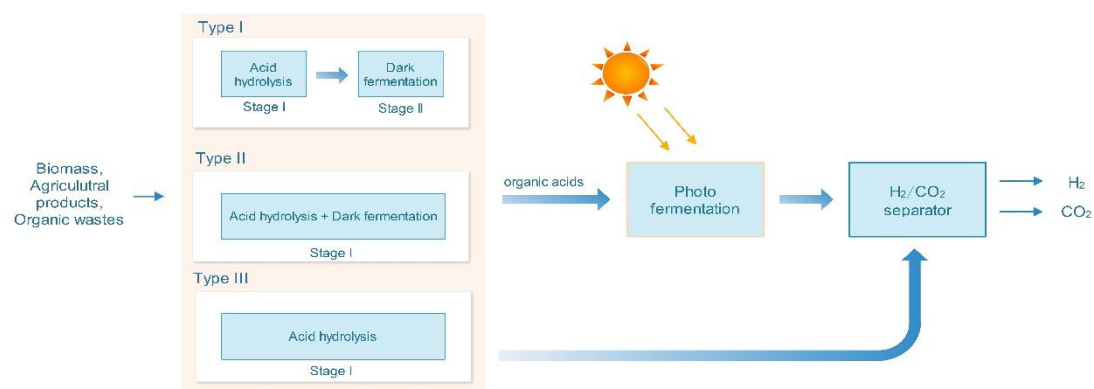 Type I
Acid
hydrolysis
Stage I
Dark
fermentation
Stage II
Biomass,
Agriculutral
products,
Organic wastes
Type II
Acid hydrolysis + Dark fermentation
Stage I
Type III
Acid hydrolysis
Stage I
organic acids
Photo
fermentation
H₂/CO₂
separator
H₂
CO₂